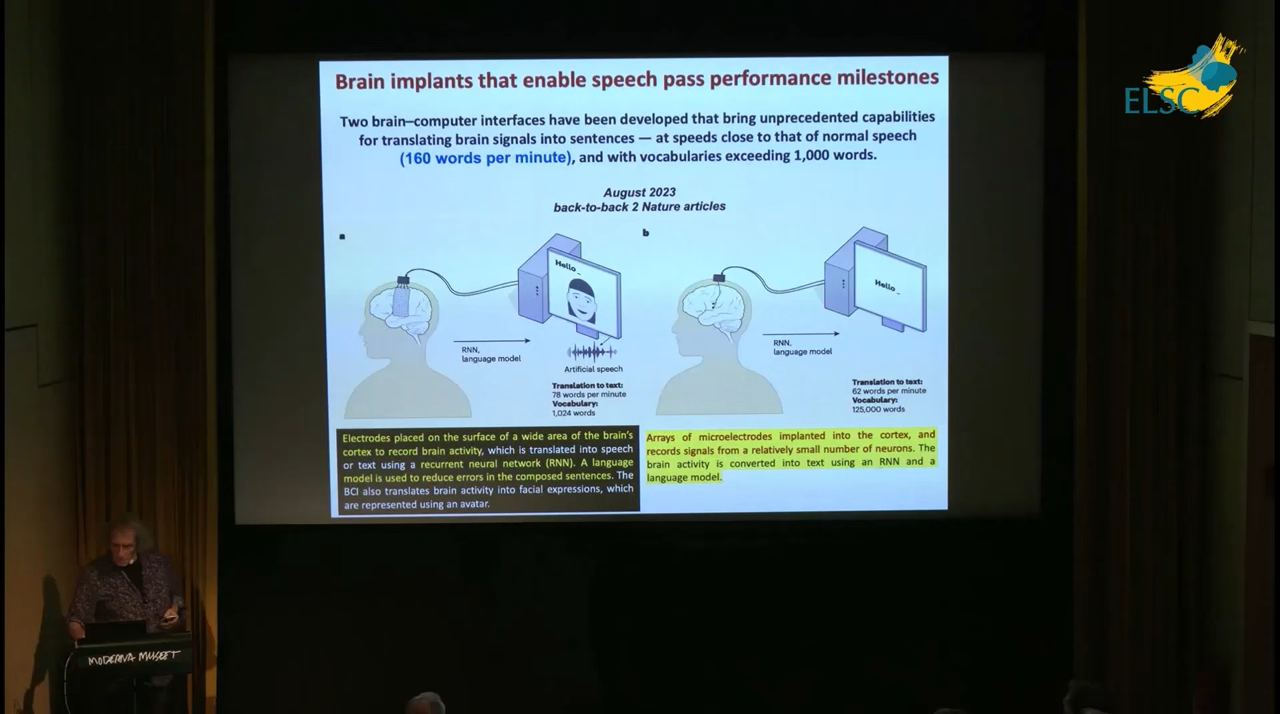 Brain implants that enable speech pass performance milestones
ELSC
Two brain–computer interfaces have been developed that bring unprecedented capabilities
for translating brain signals into sentences — at speeds close to that of normal speech
(160 words per minute), and with vocabularies exceeding 1,000 words.
August 2023
back-to-back 2 Nature articles
a
Hello_
RNN,
language model
Artificial speech
Translation to text:
78 words per minute
Vocabulary:
1,024 words
b
Hello_
RNN,
language model
Translation to text:
62 words per minute
Vocabulary:
125,000 words
Electrodes placed on the surface of a wide area of the brain's
cortex to record brain activity, which is translated into speech
or text using a recurrent neural network (RNN). A language
model is used to reduce errors in the composed sentences. The
BCI also translates brain activity into facial expressions, which
are represented using an avatar.
Arrays of microelectrodes implanted into the cortex, and
records signals from a relatively small number of neurons. The
brain activity is converted into text using an RNN and a
language model.
MODERNA MUSEET